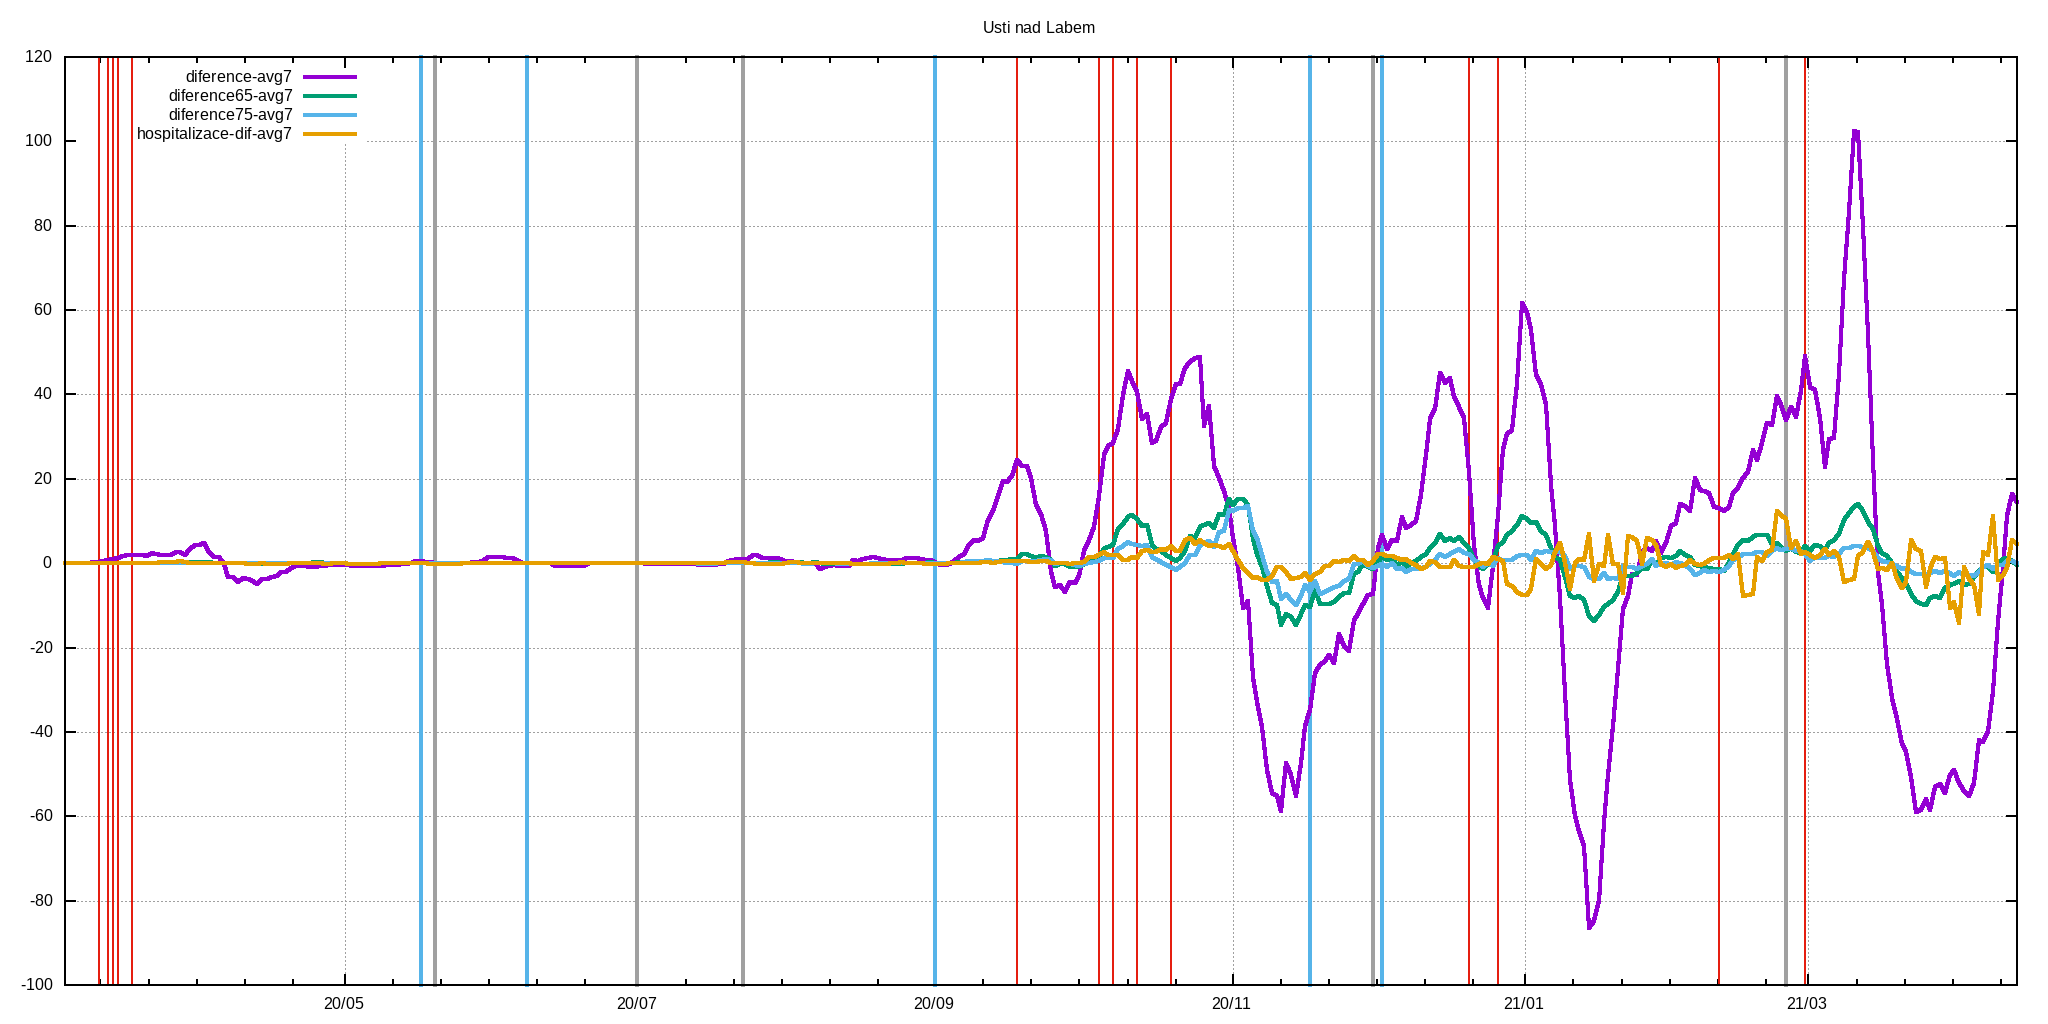 Usti nad Labem
diference-avg7
diference65-avg7
diference75-avg7
hospitalizace-dif-avg7
120
100
80
60
40
20
0
-20
-40
-60
-80
-100
20/05 20/07 20/09 20/11 21/01 21/03